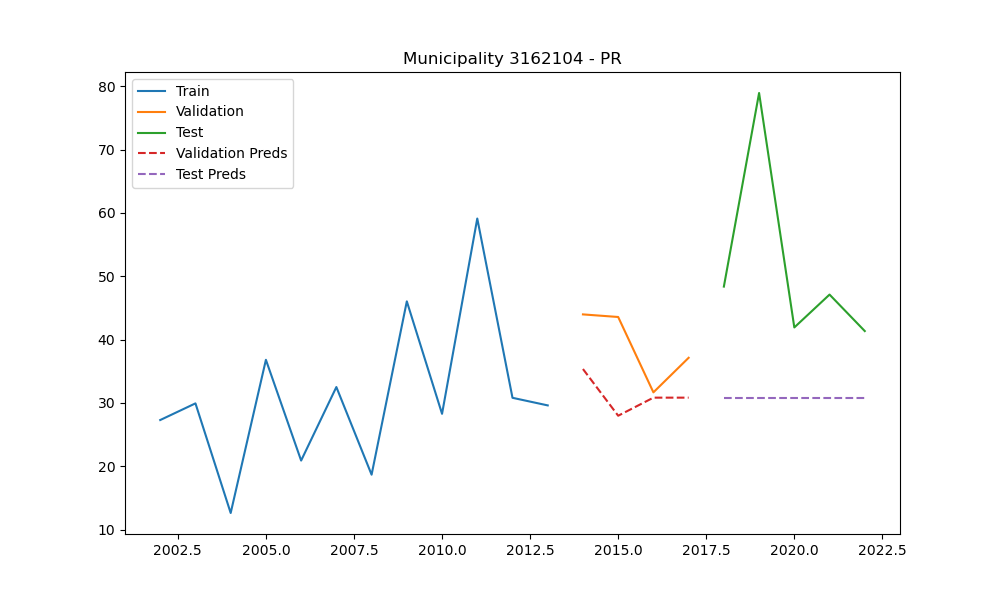 Municipality 3162104 - PR
Train
Validation
Test
Validation Preds
Test Preds
80
70
60
50
40
30
20
10
2002.5 2005.0 2007.5 2010.0 2012.5 2015.0 2017.5 2020.0 2022.5